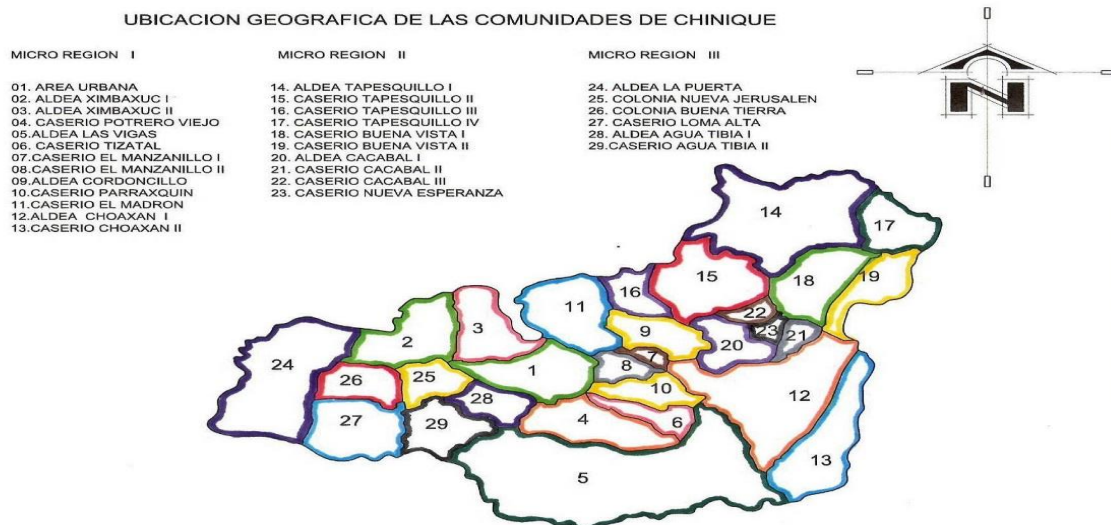 UBICACION GEOGRAFICA DE LAS COMUNIDADES DE CHINIQUE
MICRO REGION I
01. AREA URBANA
02. ALDEA XIMBAXUC I
03. ALDEA XIMBAXUC II
04. CASERIO POTRERO VIEJO
05.ALDEA LAS VIGAS
06. CASERIO TIZATAL
07.CASERIO EL MANZANILLO I
08.CASERIO EL MANZANILLO II
09.ALDEA CORDONCILLO
10.CASERIO PARRAXQUIN
11.CASERIO EL MADRON
12.ALDEA CHOAXAN I
13.CASERIO CHOAXAN II
MICRO REGION II
14. ALDEA TAPESQUILLO I
15. CASERIO TAPESQUILLO II
16. CASERIO TAPESQUILLO III
17. CASERIO TAPESQUILLO IV
18. CASERIO BUENA VISTA I
19. CASERIO BUENA VISTA II
20. ALDEA CACABAL I
21. CASERIO CACABAL II
22. CASERIO CACABAL III
23. CASERIO NUEVA ESPERANZA
MICRO REGION III
24. ALDEA LA PUERTA
25. COLONIA NUEVA JERUSALEN
26. COLONIA BUENA TIERRA
27. CASERIO LOMA ALTA
28. ALDEA AGUA TIBIA I
29.CASERIO AGUA TIBIA II
N
14
17
15
18
19
16
11
22
3
9
23
21
2
20
7
24
1
8
26
25
10
12
28
4
6
27
29
13
5